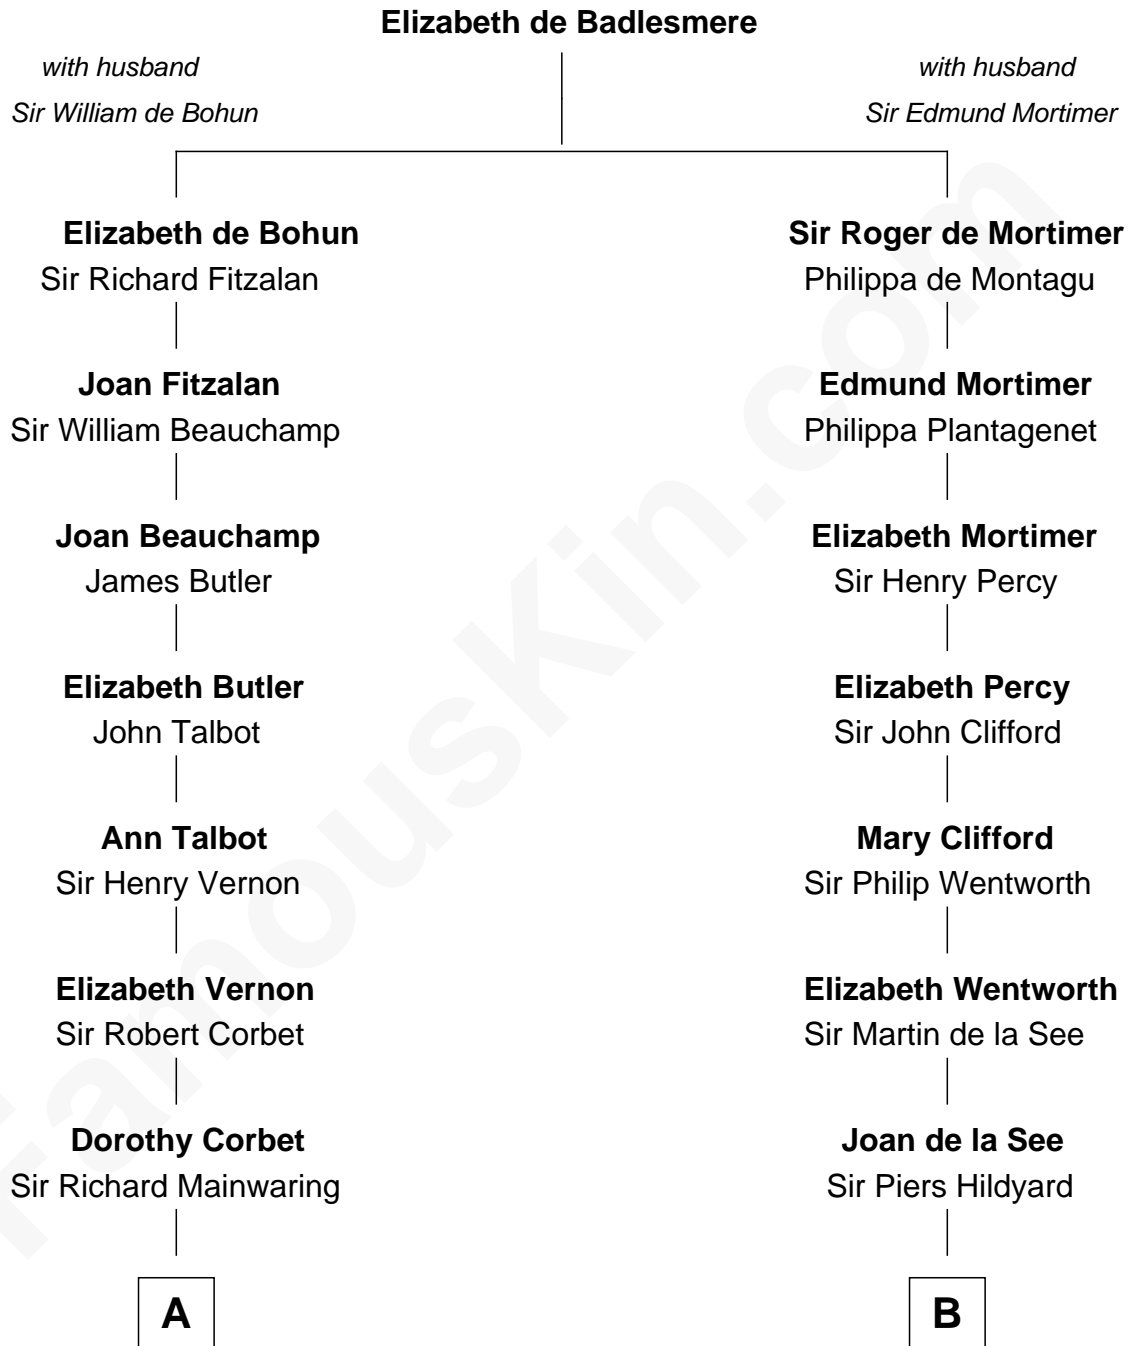 Elizabeth de Badlesmere
with husband
Sir William de Bohun
with husband
Sir Edmund Mortimer
Elizabeth de Bohun
Sir Richard Fitzalan
Joan Fitzalan
Sir William Beauchamp
Joan Beauchamp
James Butler
Elizabeth Butler
John Talbot
Ann Talbot
Sir Henry Vernon
Elizabeth Vernon
Sir Robert Corbet
Dorothy Corbet
Sir Richard Mainwaring
A
Sir Roger de Mortimer
Philippa de Montagu
Edmund Mortimer
Philippa Plantagenet
Elizabeth Mortimer
Sir Henry Percy
Elizabeth Percy
Sir John Clifford
Mary Clifford
Sir Philip Wentworth
Elizabeth Wentworth
Sir Martin de la See
Joan de la See
Sir Piers Hildyard
B
FamousKin.com